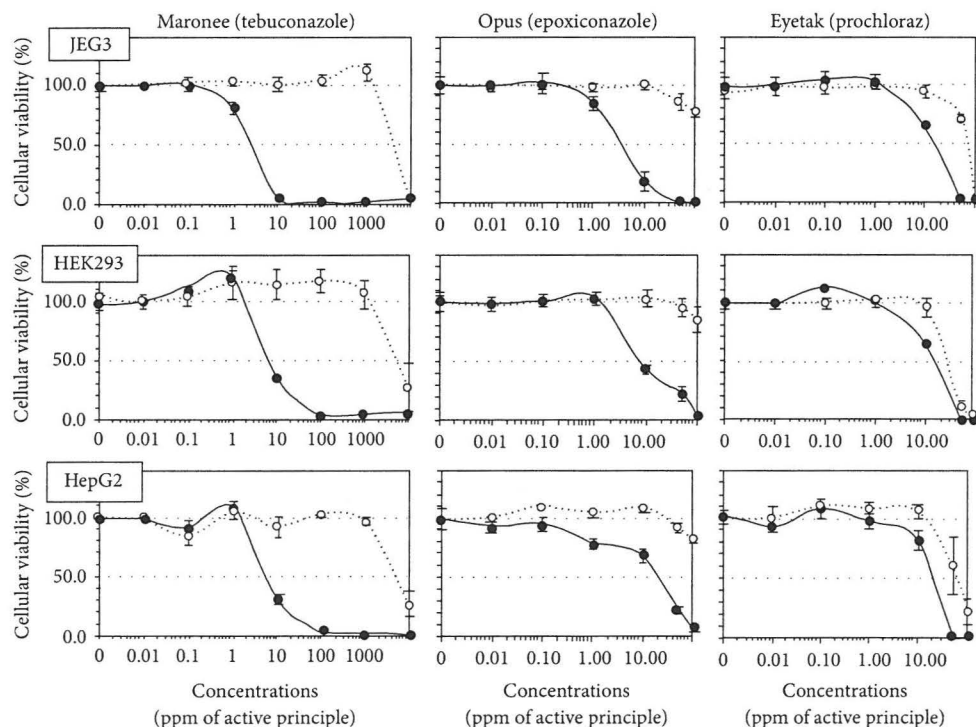 Maronee (tebuconazole) Opus (epoxiconazole) Eyetak (prochloraz)
JEG3
Cellular viability (%)
100.0
50.0
0.0
0 0.01 0.1 1 10 100 1000
0 0.01 0.10 1.00 10.00
0 0.01 0.10 1.00 10.00
HEK293
Cellular viability (%)
100.0
50.0
0.0
0 0.01 0.1 1 10 100 1000
0 0.01 0.10 1.00 10.00
0 0.01 0.10 1.00 10.00
HepG2
Cellular viability (%)
100.0
50.0
0.0
0 0.01 0.1 1 10 100 1000
0 0.01 0.10 1.00 10.00
0 0.01 0.10 1.00 10.00
Concentrations Concentrations Concentrations
(ppm of active principle) (ppm of active principle) (ppm of active principle)